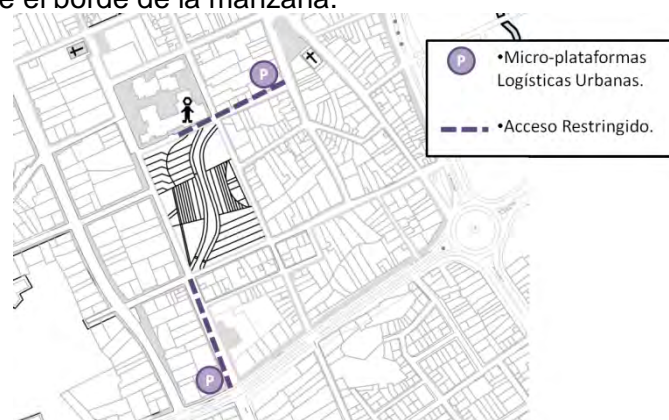 e el borde de la manzana.
P
•Micro-plataformas
Logísticas Urbanas.
•Acceso Restringido.
P
P